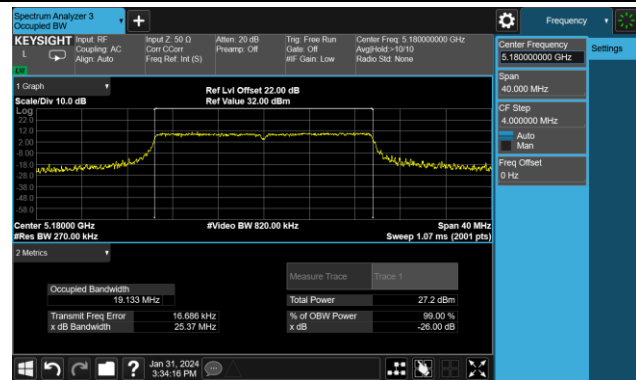 Spectrum Analyzer 3
Occupied BW
Frequency
KEYSIGHT Input: RF Input Z: 50 Ω Atten: 20 dB Trig: Free Run Center Freq: 5.180000000 GHz
L Coupling: AC Corr CCorr Preamp: Off Gate: Off Avg|Hold:>10/10
Align: Auto Freq Ref: Int (S) #IF Gain: Low Radio Std: None
LW
Center Frequency
5.180000000 GHz
Settings
Span
40.000 MHz
CF Step
4.000000 MHz
Auto
Man
Freq Offset
0 Hz
1 Graph
Ref Lvl Offset 22.00 dB
Scale/Div 10.0 dB Ref Value 32.00 dBm
Log
22.0
12.0
2.00
-8.00
-18.0
-28.0
-38.0
-48.0
-58.0
Center 5.18000 GHz #Video BW 820.00 kHz Span 40 MHz
#Res BW 270.00 kHz Sweep 1.07 ms (2001 pts)
2 Metrics
Measure Trace Trace 1
Occupied Bandwidth
19.133 MHz Total Power 27.2 dBm
Transmit Freq Error 16.686 kHz % of OBW Power 99.00 %
x dB Bandwidth 25.37 MHz x dB -26.00 dB
Jan 31, 2024
3:34:16 PM